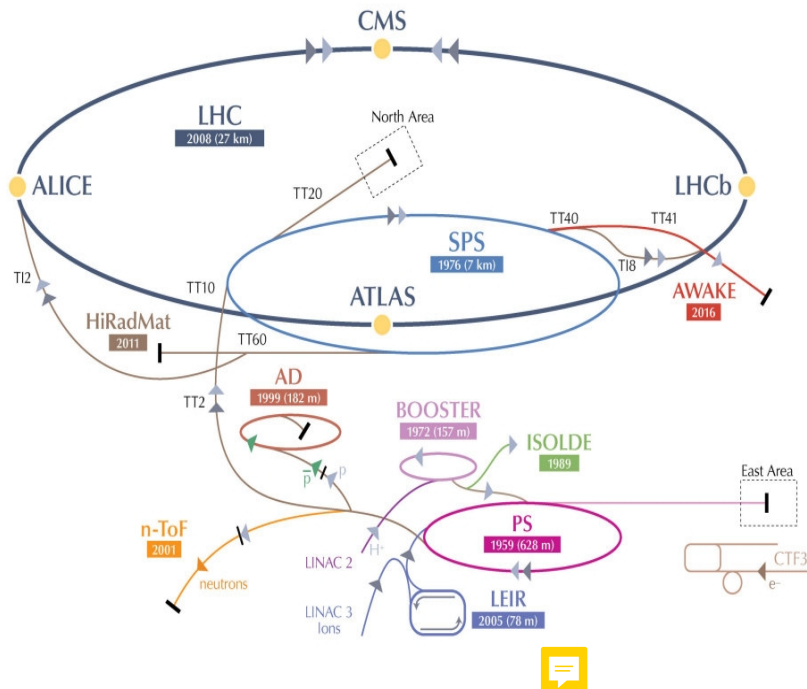 CMS
LHC
2008 (27 km)
North Area
ALICE
TT20
LHCb
TT40
TT41
SPS
1976 (7 km)
TI8
TI2
TT10
ATLAS
AWAKE
2016
HiRadMat
2011
TT60
AD
1999 (182 m)
TT2
BOOSTER
1972 (157 m)
ISOLDE
1989
p
p
East Area
n-ToF
2001
PS
1959 (628 m)
H+
LINAC 2
neutrons
CTF3
e–
LINAC 3
Ions
LEIR
2005 (78 m)